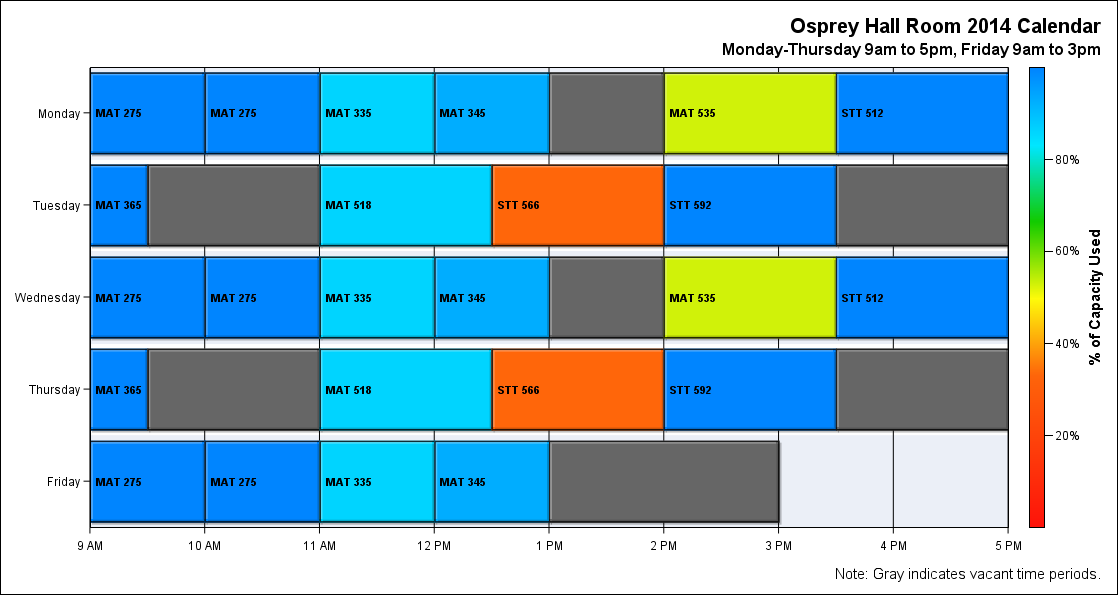 Osprey Hall Room 2014 Calendar
Monday-Thursday 9am to 5pm, Friday 9am to 3pm
Monday
MAT 275
MAT 275
MAT 335
MAT 345
MAT 535
STT 512
Tuesday
MAT 365
MAT 518
STT 566
STT 592
Wednesday
MAT 275
MAT 275
MAT 335
MAT 345
MAT 535
STT 512
Thursday
MAT 365
MAT 518
STT 566
STT 592
Friday
MAT 275
MAT 275
MAT 335
MAT 345
9 AM
10 AM
11 AM
12 PM
1 PM
2 PM
3 PM
4 PM
5 PM
80%
60%
40%
20%
% of Capacity Used
Note: Gray indicates vacant time periods.